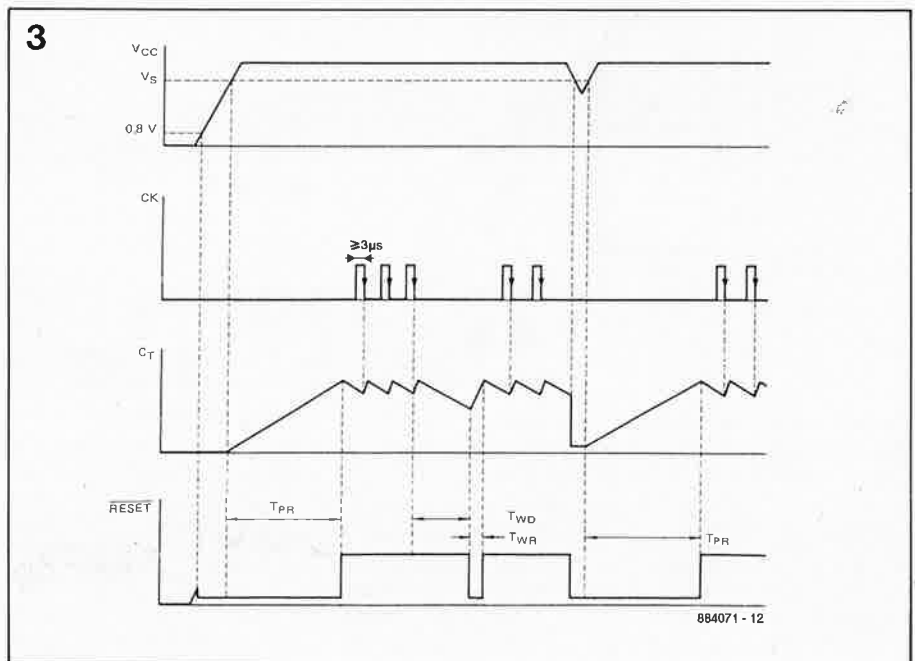 3
VCC
VS
0,8 V
CK
≥3µs
CT
RESET
TPR
TWD
TWR
TPR
884071 - 12